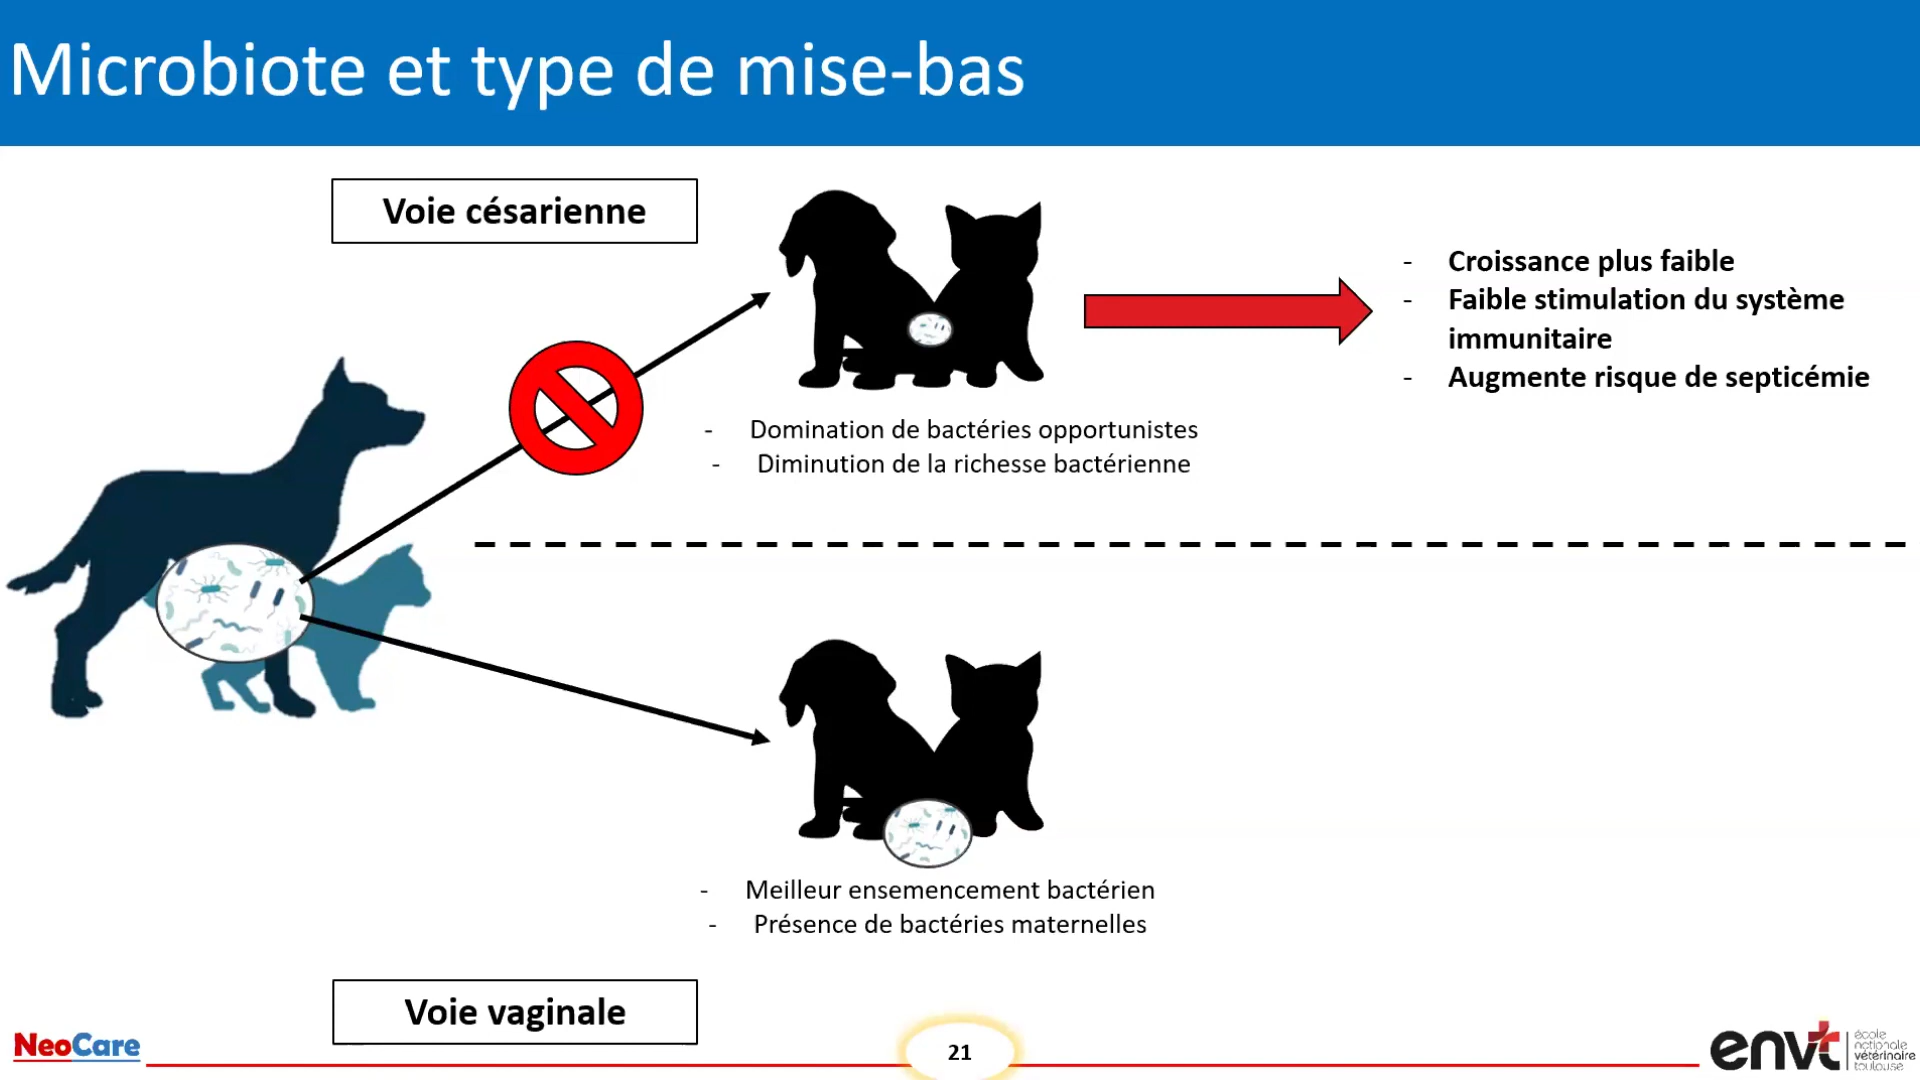 Microbiote et type de mise-bas
Voie césarienne
- Croissance plus faible
- Faible stimulation du système
immunitaire
- Augmente risque de septicémie
- Domination de bactéries opportunistes
- Diminution de la richesse bactérienne
- Meilleur ensemencement bactérien
- Présence de bactéries maternelles
Voie vaginale
NeoCare
21
envt
école
nationale
vétérinaire
toulouse